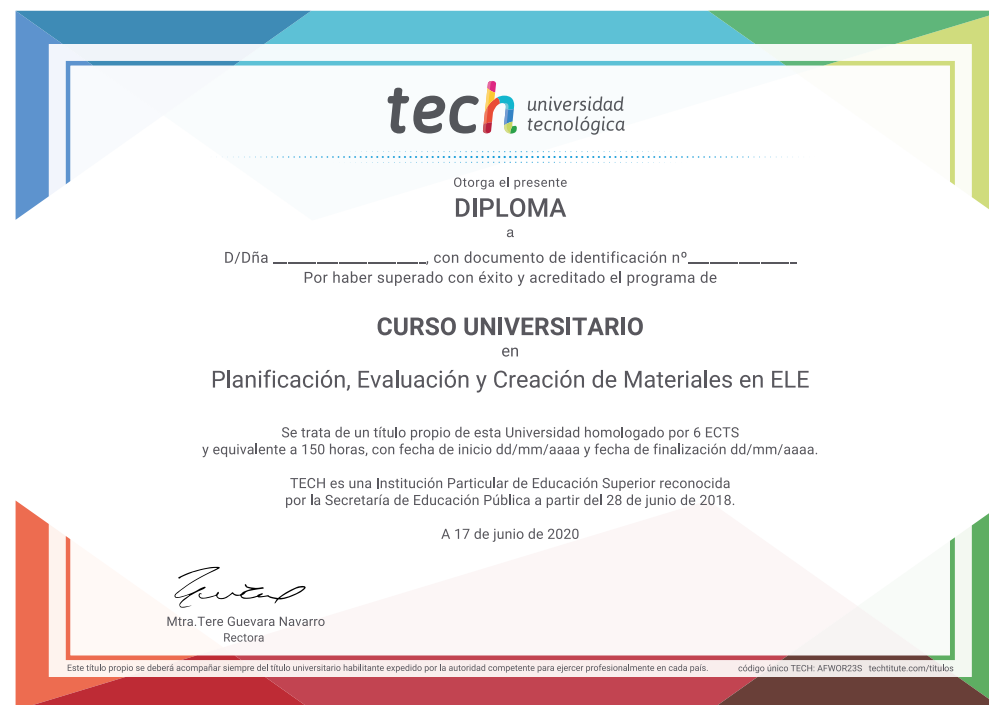 tech universidad
tecnológica
Otorga el presente
DIPLOMA
a
D/Dña ____________________, con documento de identificación nº______________
Por haber superado con éxito y acreditado el programa de
CURSO UNIVERSITARIO
en
Planificación, Evaluación y Creación de Materiales en ELE
Se trata de un título propio de esta Universidad homologado por 6 ECTS
y equivalente a 150 horas, con fecha de inicio dd/mm/aaaa y fecha de finalización dd/mm/aaaa.
TECH es una Institución Particular de Educación Superior reconocida
por la Secretaría de Educación Pública a partir del 28 de junio de 2018.
A 17 de junio de 2020
Mtra.Tere Guevara Navarro
Rectora
Este título propio se deberá acompañar siempre del título universitario habilitante expedido por la autoridad competente para ejercer profesionalmente en cada país. código único TECH: AFWOR23S techtitute.com/titulos